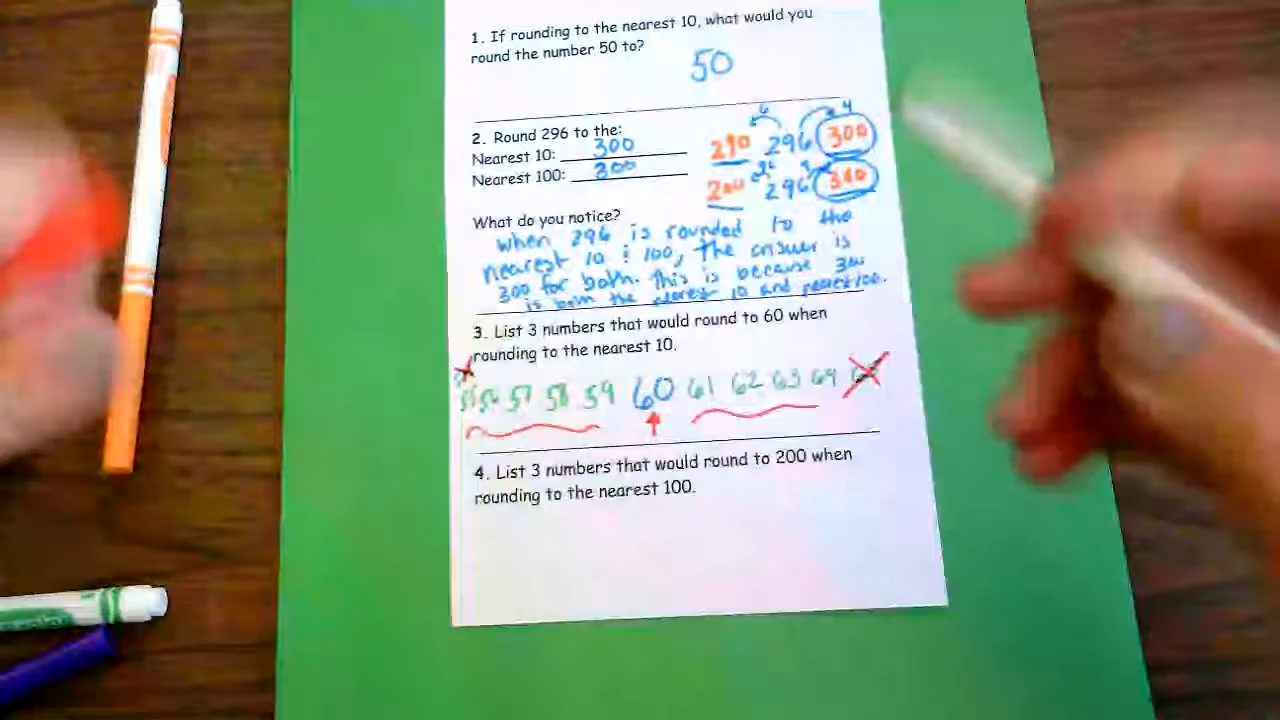 1. If rounding to the nearest 10, what would you
round the number 50 to?
50
2. Round 296 to the:
Nearest 10: 300
Nearest 100: 300
6 4
290 296 300
200 296 300
What do you notice?
when 296 is rounded to the
nearest 10 : 100, The answer is
300 for both. This is because 300
is both the nearest 10 and nearest 100.
3. List 3 numbers that would round to 60 when
rounding to the nearest 10.
55 56 57 58 59 60 61 62 63 64
4. List 3 numbers that would round to 200 when
rounding to the nearest 100.